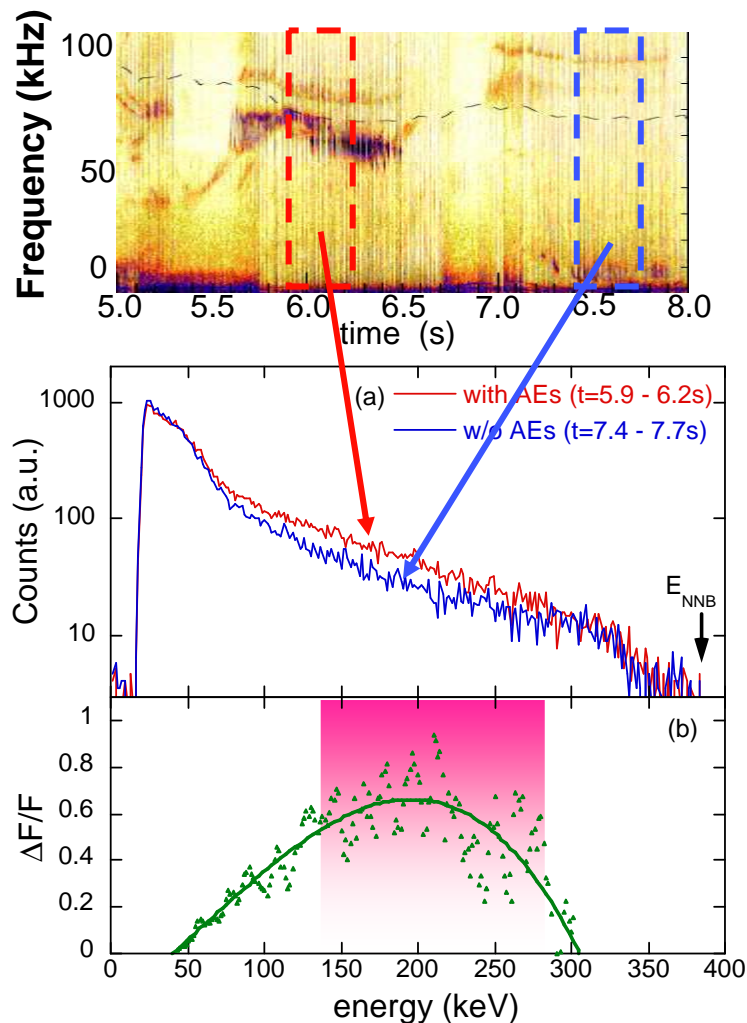 Frequency (kHz)
100
50
0
5.0 5.5 6.0 6.5 7.0 6.5 8.0
time (s)
(a)
with AEs (t=5.9 - 6.2s)
w/o AEs (t=7.4 - 7.7s)
Counts (a.u.)
1000
100
10
E_NNB
(b)
ΔF/F
1
0.8
0.6
0.4
0.2
0
0 50 100 150 200 250 300 350 400
energy (keV)